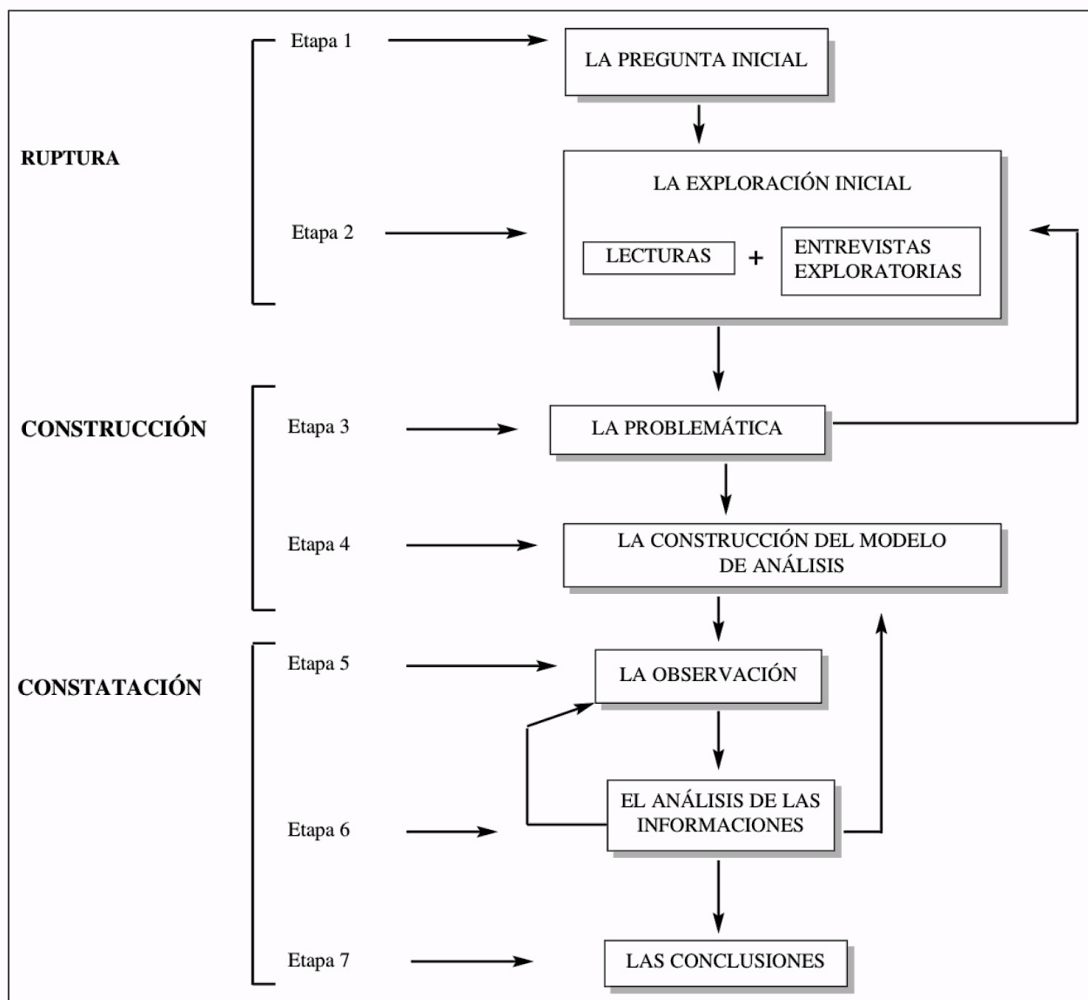 Etapa 1
LA PREGUNTA INICIAL
RUPTURA
LA EXPLORACIÓN INICIAL
Etapa 2
LECTURAS
+
ENTREVISTAS
EXPLORATORIAS
CONSTRUCCIÓN
Etapa 3
LA PROBLEMÁTICA
Etapa 4
LA CONSTRUCCIÓN DEL MODELO
DE ANÁLISIS
CONSTATACIÓN
Etapa 5
LA OBSERVACIÓN
Etapa 6
EL ANÁLISIS DE LAS
INFORMACIONES
Etapa 7
LAS CONCLUSIONES